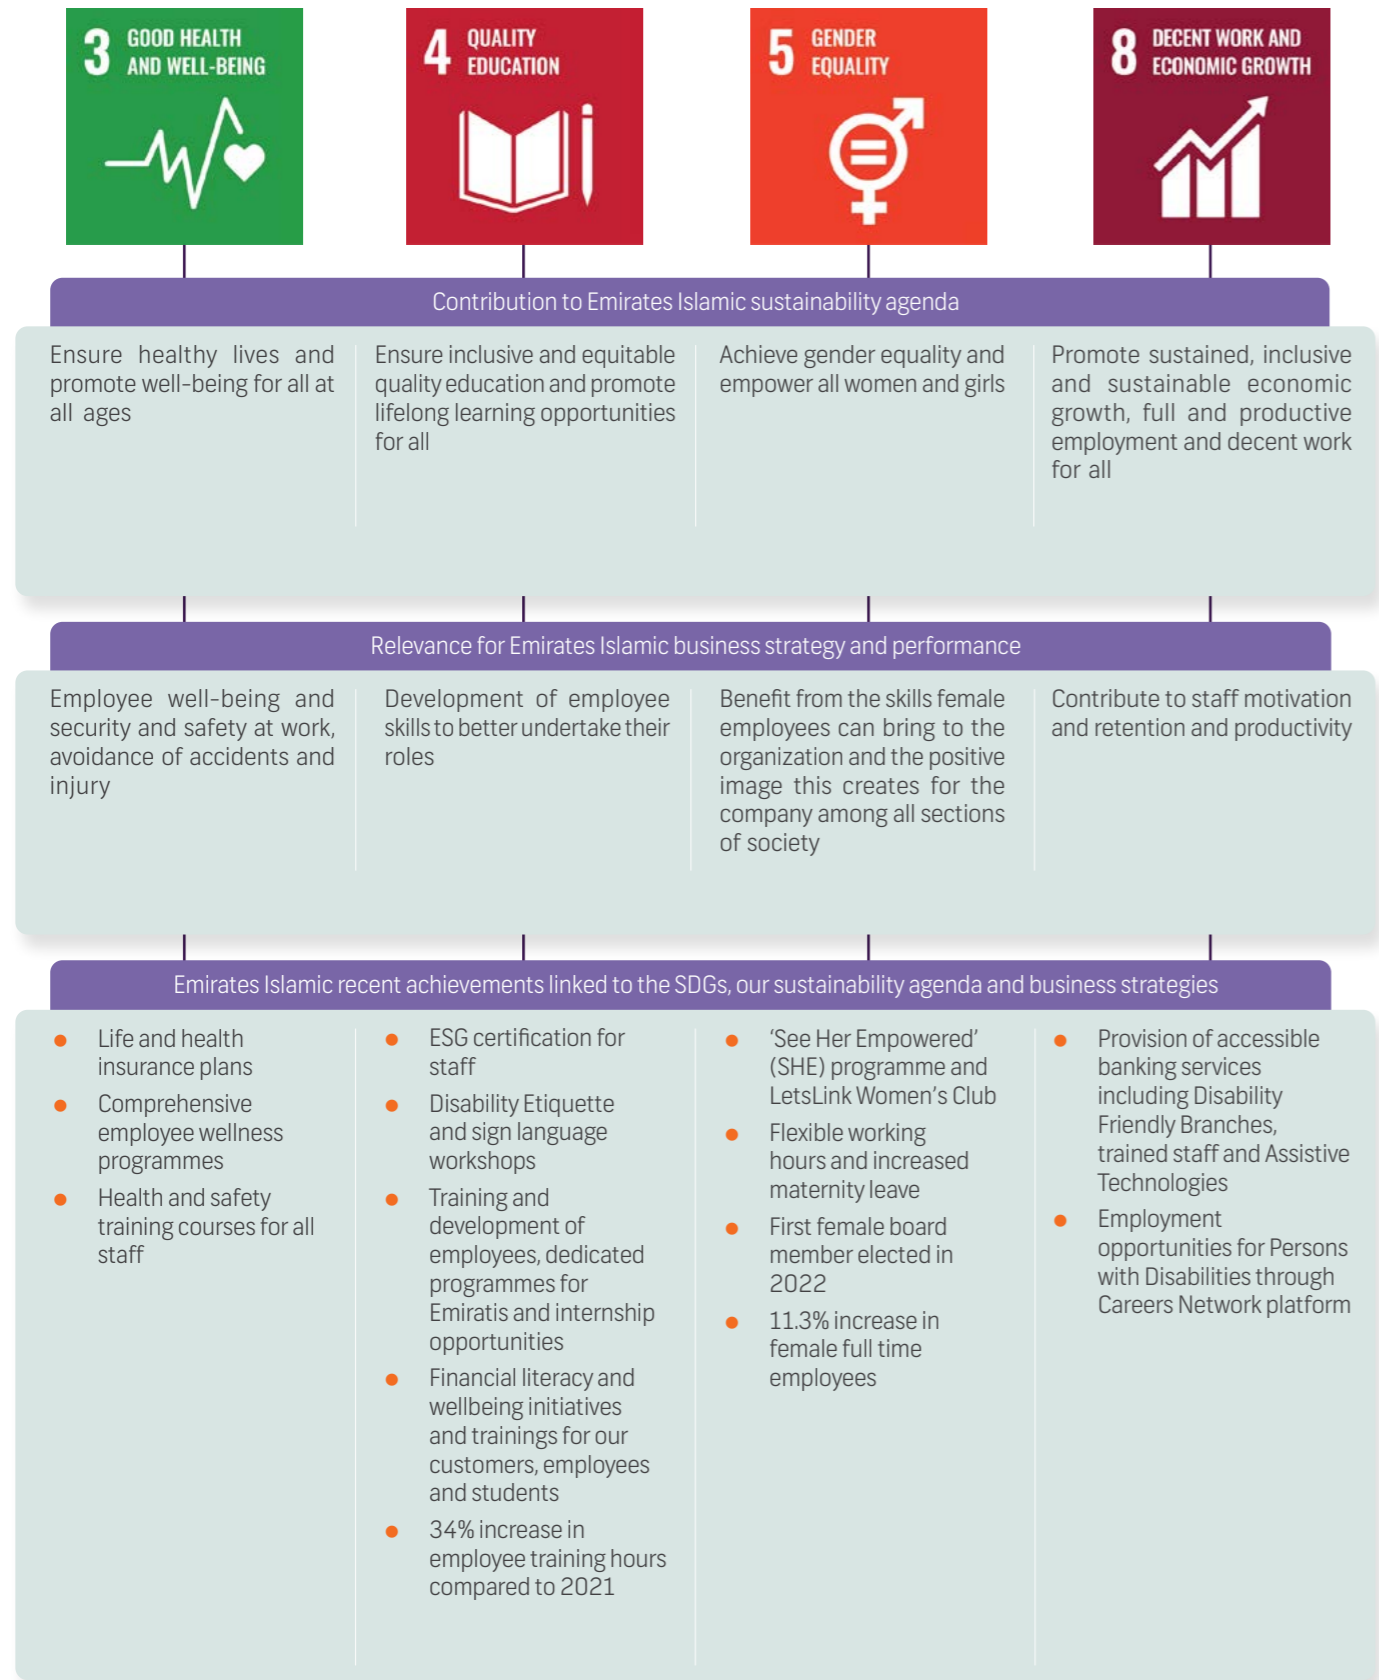 3 GOOD HEALTH
AND WELL-BEING
4 QUALITY
EDUCATION
5 GENDER
EQUALITY
8 DECENT WORK AND
ECONOMIC GROWTH
Contribution to Emirates Islamic sustainability agenda
Ensure healthy lives and
promote well-being for all at
all ages
Ensure inclusive and equitable
quality education and promote
lifelong learning opportunities
for all
Achieve gender equality and
empower all women and girls
Promote sustained, inclusive
and sustainable economic
growth, full and productive
employment and decent work
for all
Relevance for Emirates Islamic business strategy and performance
Employee well-being and
security and safety at work,
avoidance of accidents and
injury
Development of employee
skills to better undertake their
roles
Benefit from the skills female
employees can bring to the
organization and the positive
image this creates for the
company among all sections
of society
Contribute to staff motivation
and retention and productivity
Emirates Islamic recent achievements linked to the SDGs, our sustainability agenda and business strategies
● Life and health
insurance plans
● Comprehensive
employee wellness
programmes
● Health and safety
training courses for all
staff
● ESG certification for
staff
● Disability Etiquette
and sign language
workshops
● Training and
development of
employees, dedicated
programmes for
Emiratis and internship
opportunities
● Financial literacy and
wellbeing initiatives
and trainings for our
customers, employees
and students
● 34% increase in
employee training hours
compared to 2021
● ‘See Her Empowered’
(SHE) programme and
LetsLink Women’s Club
● Flexible working
hours and increased
maternity leave
● First female board
member elected in
2022
● 11.3% increase in
female full time
employees
● Provision of accessible
banking services
including Disability
Friendly Branches,
trained staff and Assistive
Technologies
● Employment
opportunities for Persons
with Disabilities through
Careers Network platform